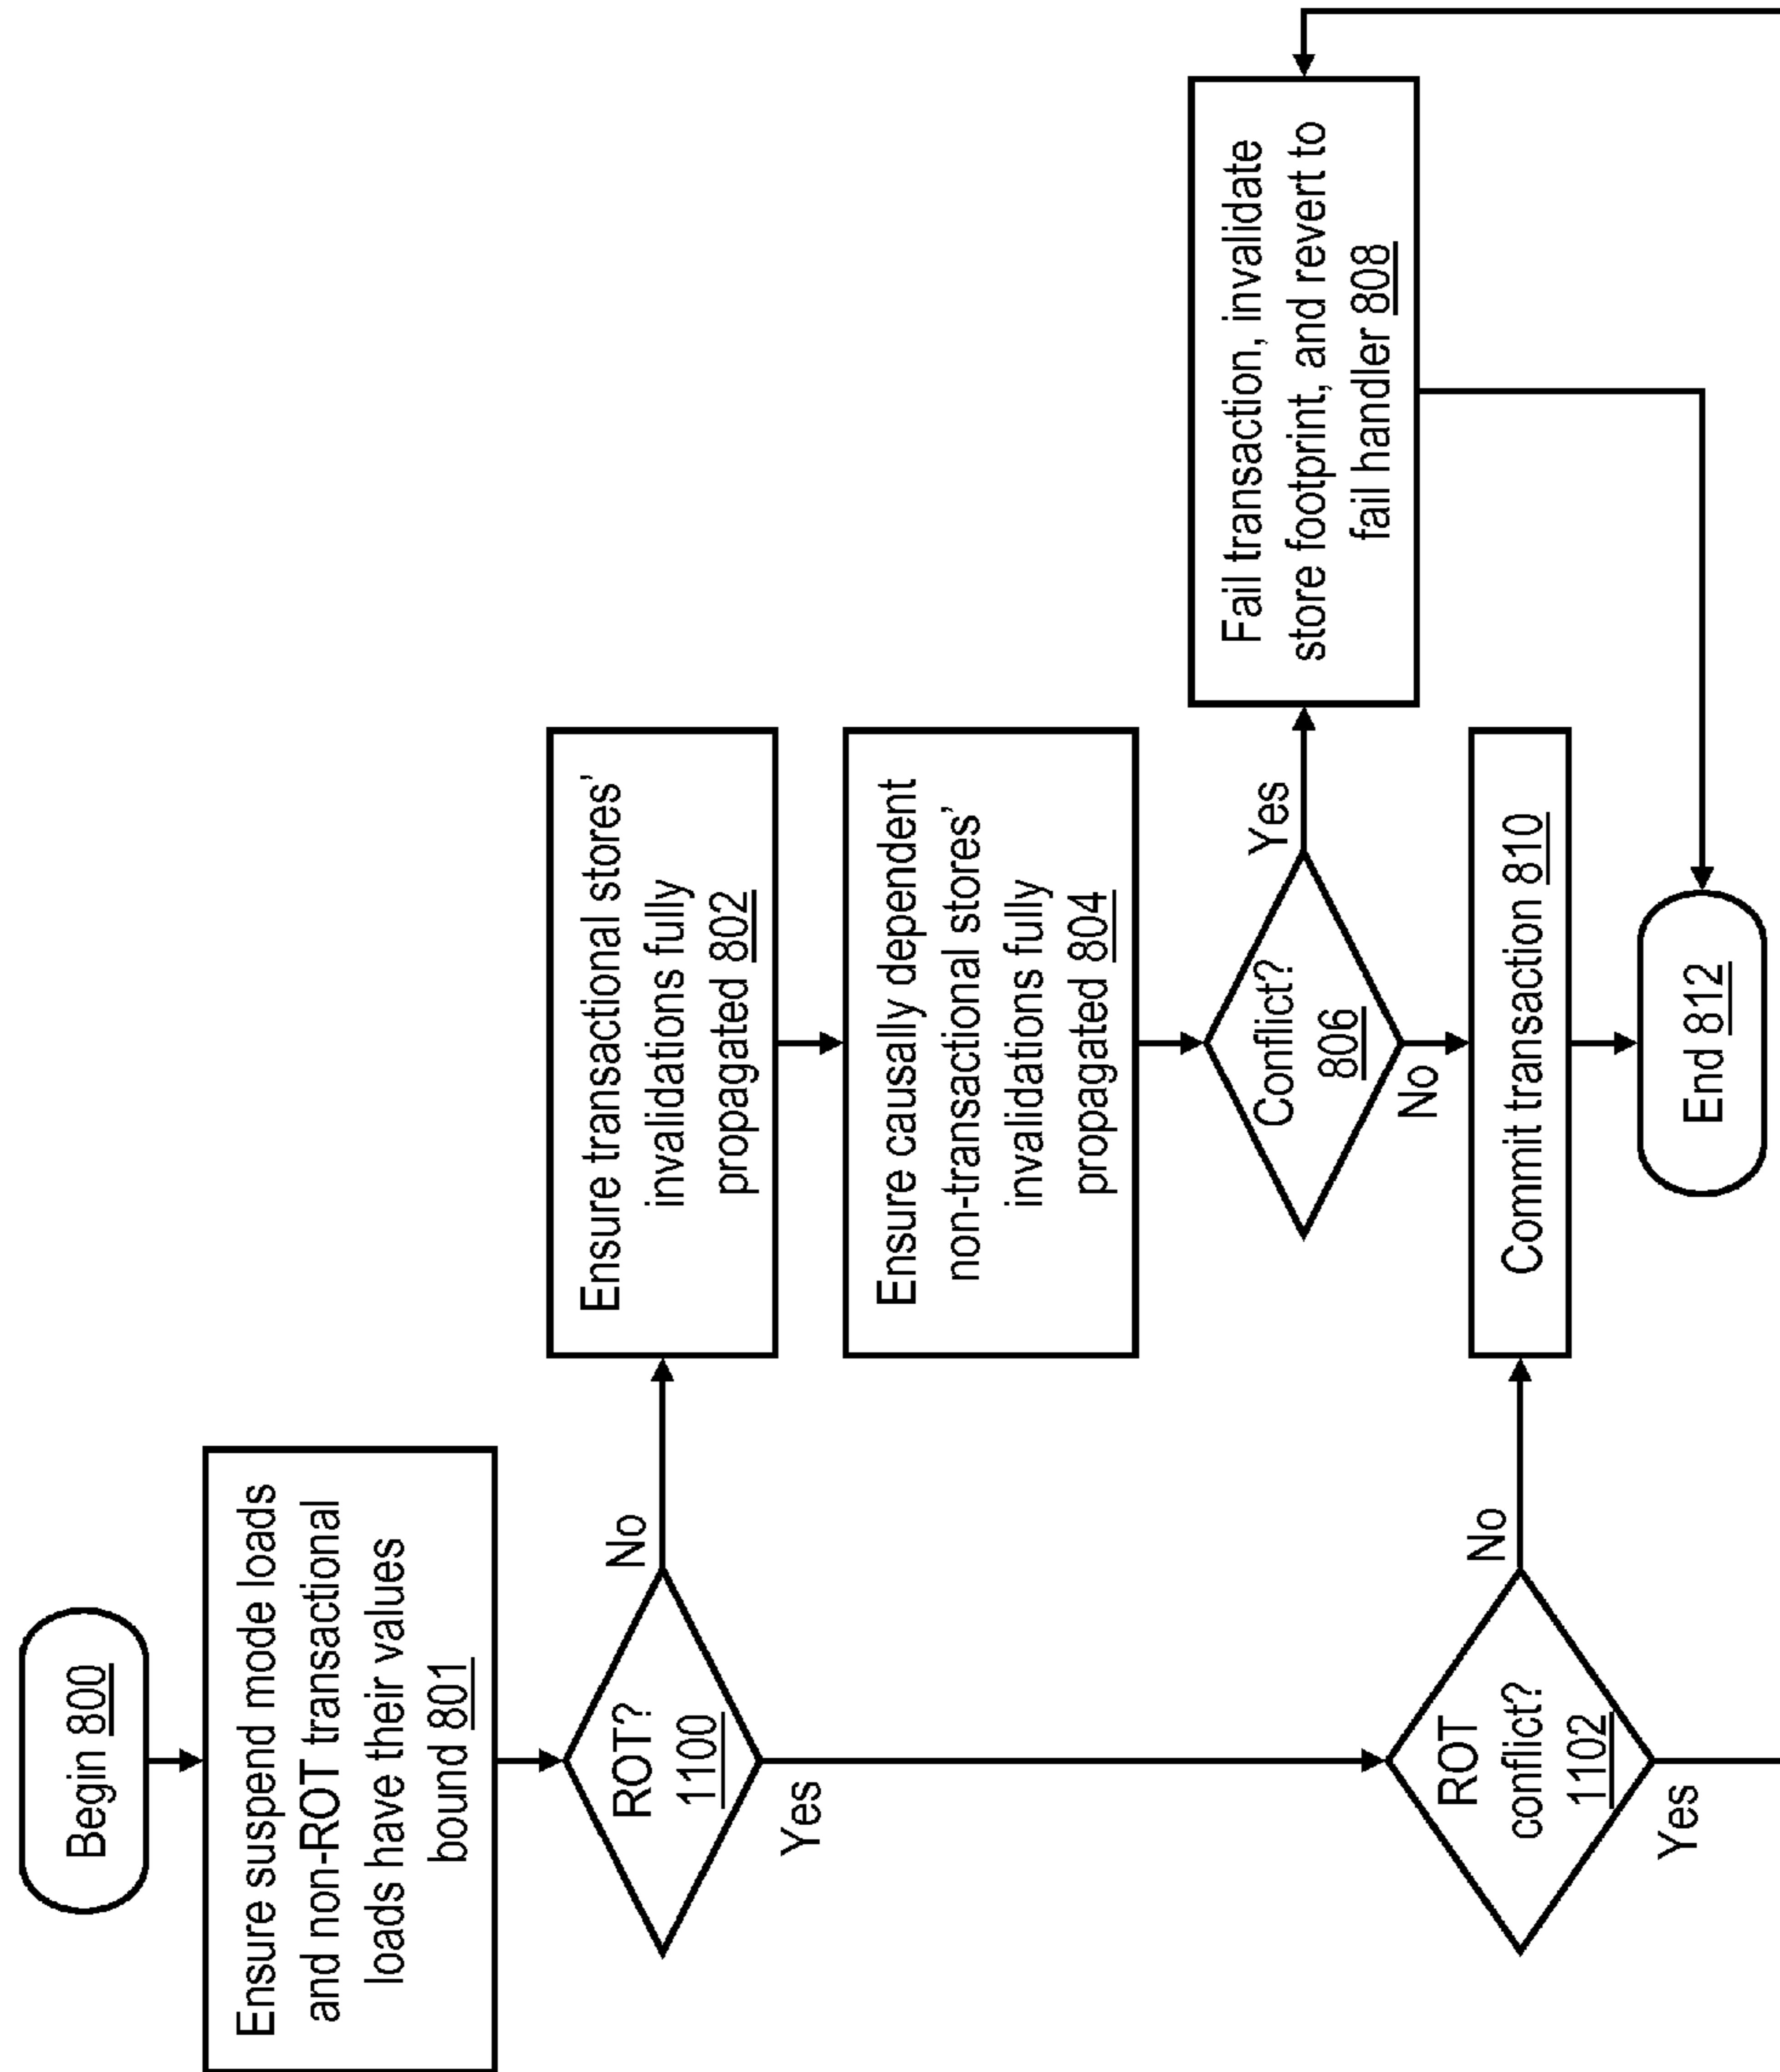 Begin 800
Ensure suspend mode loads
and non-ROT transactional
loads have their values
bound 801
ROT?
1100
No
Yes
Ensure transactional stores’
invalidations fully
propagated 802
Ensure causally dependent
non-transactional stores’
invalidations fully
propagated 804
Conflict?
806
Yes
No
Fail transaction, invalidate
store footprint, and revert to
fail handler 808
ROT
conflict?
1102
No
Yes
Commit transaction 810
End 812